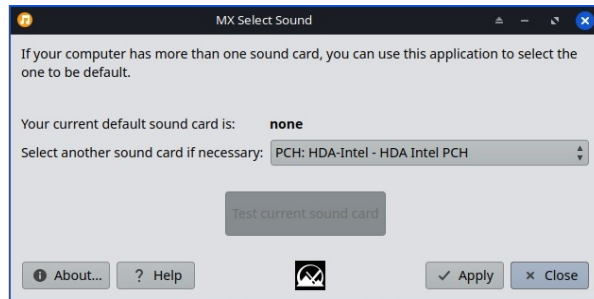 MX Select Sound
If your computer has more than one sound card, you can use this application to select the
one to be default.
Your current default sound card is: none
Select another sound card if necessary: PCH: HDA-Intel - HDA Intel PCH
Test current sound card
About... ? Help Apply Close